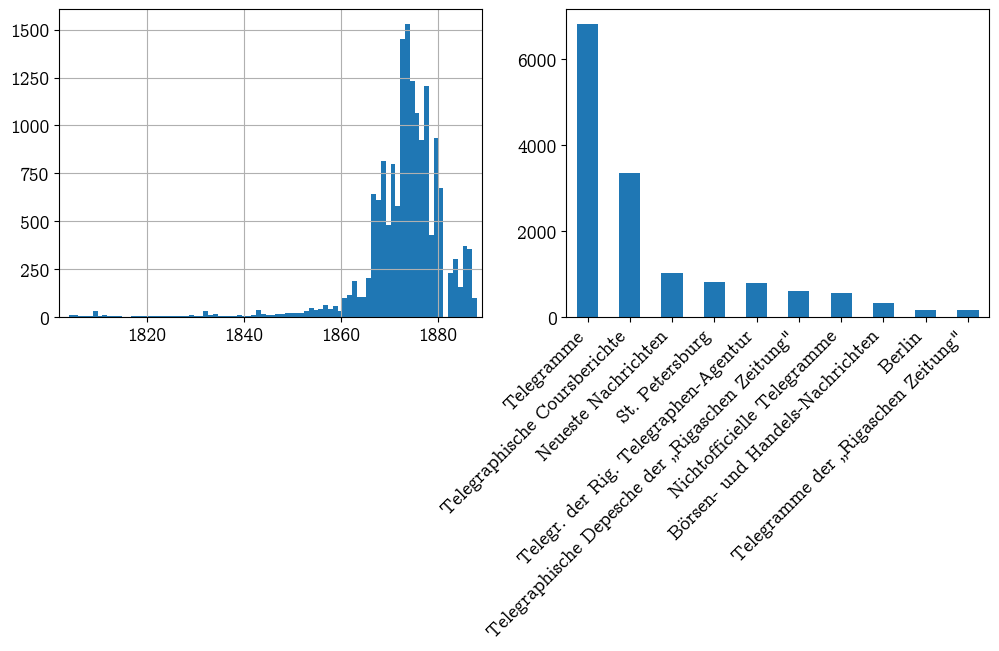 1500
1250
1000
750
500
250
0
1820 1840 1860 1880
6000
4000
2000
0
Telegramme
Telegraphische Coursberichte
Neueste Nachrichten
St. Petersburg
Telegr. der Rig. Telegraphen-Agentur
Telegraphische Depesche der „Rigaschen Zeitung"
Nichtofficielle Telegramme
Börsen- und Handels-Nachrichten
Berlin
Telegramme der „Rigaschen Zeitung"